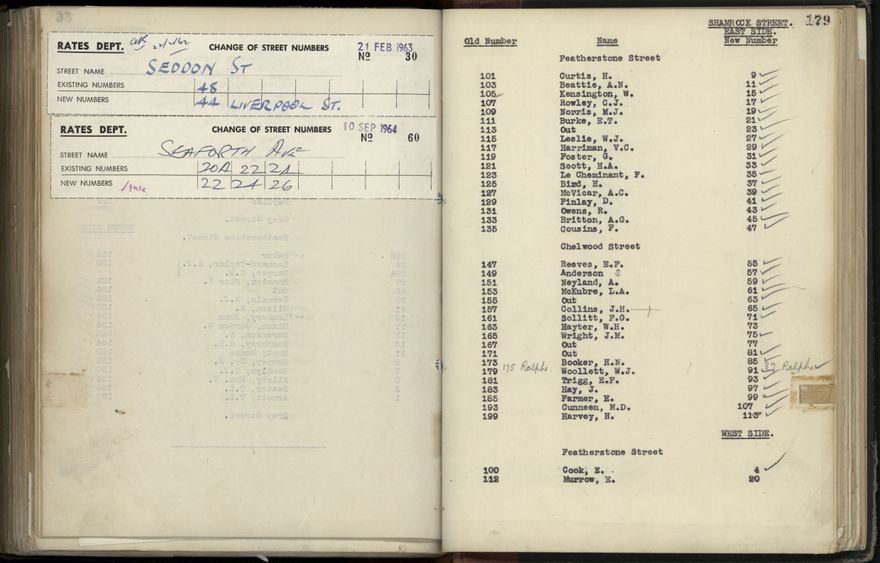 RATES DEPT. CHANGE OF STREET NUMBERS 21 FEB 1963
Nº 30
STREET NAME SEDDON ST
EXISTING NUMBERS 48
NEW NUMBERS 44 LIVERPOOL ST.
RATES DEPT. CHANGE OF STREET NUMBERS 10 SEP 1964
Nº 60
STREET NAME SEAFORTH AVE
EXISTING NUMBERS 20A 22 24
NEW NUMBERS 22 24 26
SHAMROCK STREET. 179
EAST SIDE.
Old Number Name New Number
Featherstone Street
101 Curtis, H. 9
103 Beattie, A.N. 11
105 Kensington, W. 15
107 Rowley, C.J. 17
109 Norris, M.J. 19
111 Burke, E.T. 21
113 Out 23
115 Leslie, W.J. 27
117 Harriman, V.C. 29
119 Foster, G. 31
121 Scott, H.A. 33
123 Le Cheminant, F. 35
125 Bird, H. 37
127 McVicar, A.C. 39
129 Finlay, D. 41
131 Owens, R. 43
133 Britton, A.G. 45
135 Cousins, F. 47
Chelwood Street
147 Reeves, E.F. 55
149 Anderson S 57
151 Neyland, A. 59
153 McKubre, L.A. 61
155 Out 63
157 Collins, J.H. 65
161 Sollitt, F.G. 71
163 Hayter, W.H. 73
165 Wright, J.M. 75
167 Out 77
171 Out 81
173 Booker, H.N. 85
175 Ralphs 87 Ralphs
179 Woollett, W.J. 91
181 Trigg, E.F. 93
183 Hay, J. 97
185 Farmer, E. 99
193 Cunneen, M.D. 107
199 Harvey, H. 113
WEST SIDE.
Featherstone Street
100 Cook, E. 4
112 Murrow, E. 20